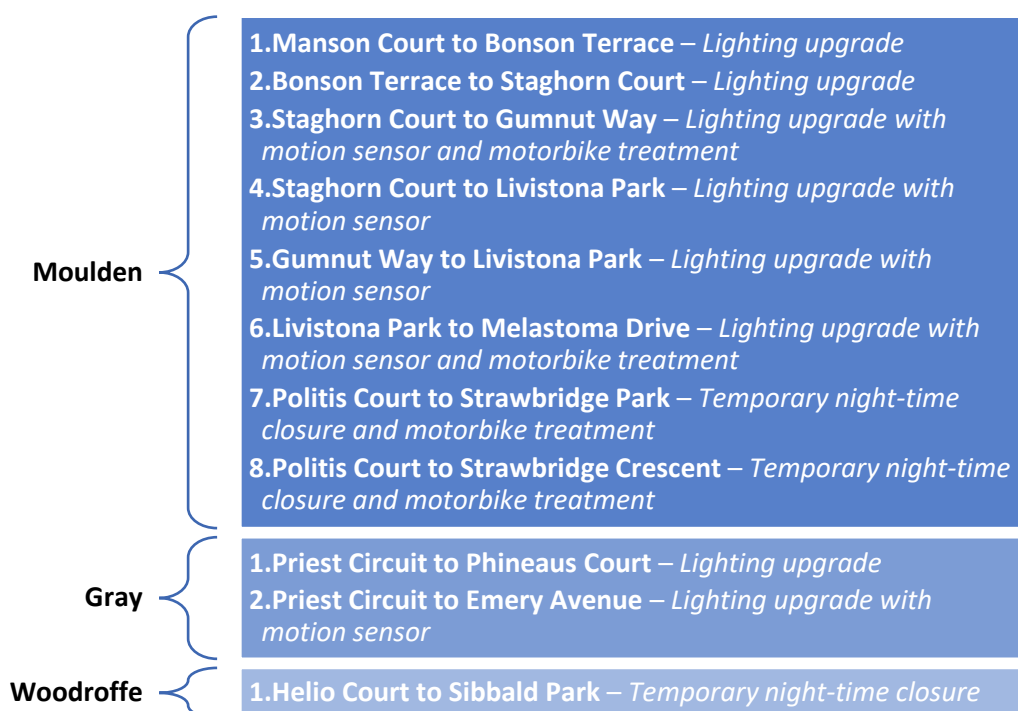 Moulden
1.Manson Court to Bonson Terrace – Lighting upgrade
2.Bonson Terrace to Staghorn Court – Lighting upgrade
3.Staghorn Court to Gumnut Way – Lighting upgrade with
motion sensor and motorbike treatment
4.Staghorn Court to Livistona Park – Lighting upgrade with
motion sensor
5.Gumnut Way to Livistona Park – Lighting upgrade with
motion sensor
6.Livistona Park to Melastoma Drive – Lighting upgrade with
motion sensor and motorbike treatment
7.Politis Court to Strawbridge Park – Temporary night-time
closure and motorbike treatment
8.Politis Court to Strawbridge Crescent – Temporary night-time
closure and motorbike treatment
Gray
1.Priest Circuit to Phineaus Court – Lighting upgrade
2.Priest Circuit to Emery Avenue – Lighting upgrade with
motion sensor
Woodroffe
1.Helio Court to Sibbald Park – Temporary night-time closure